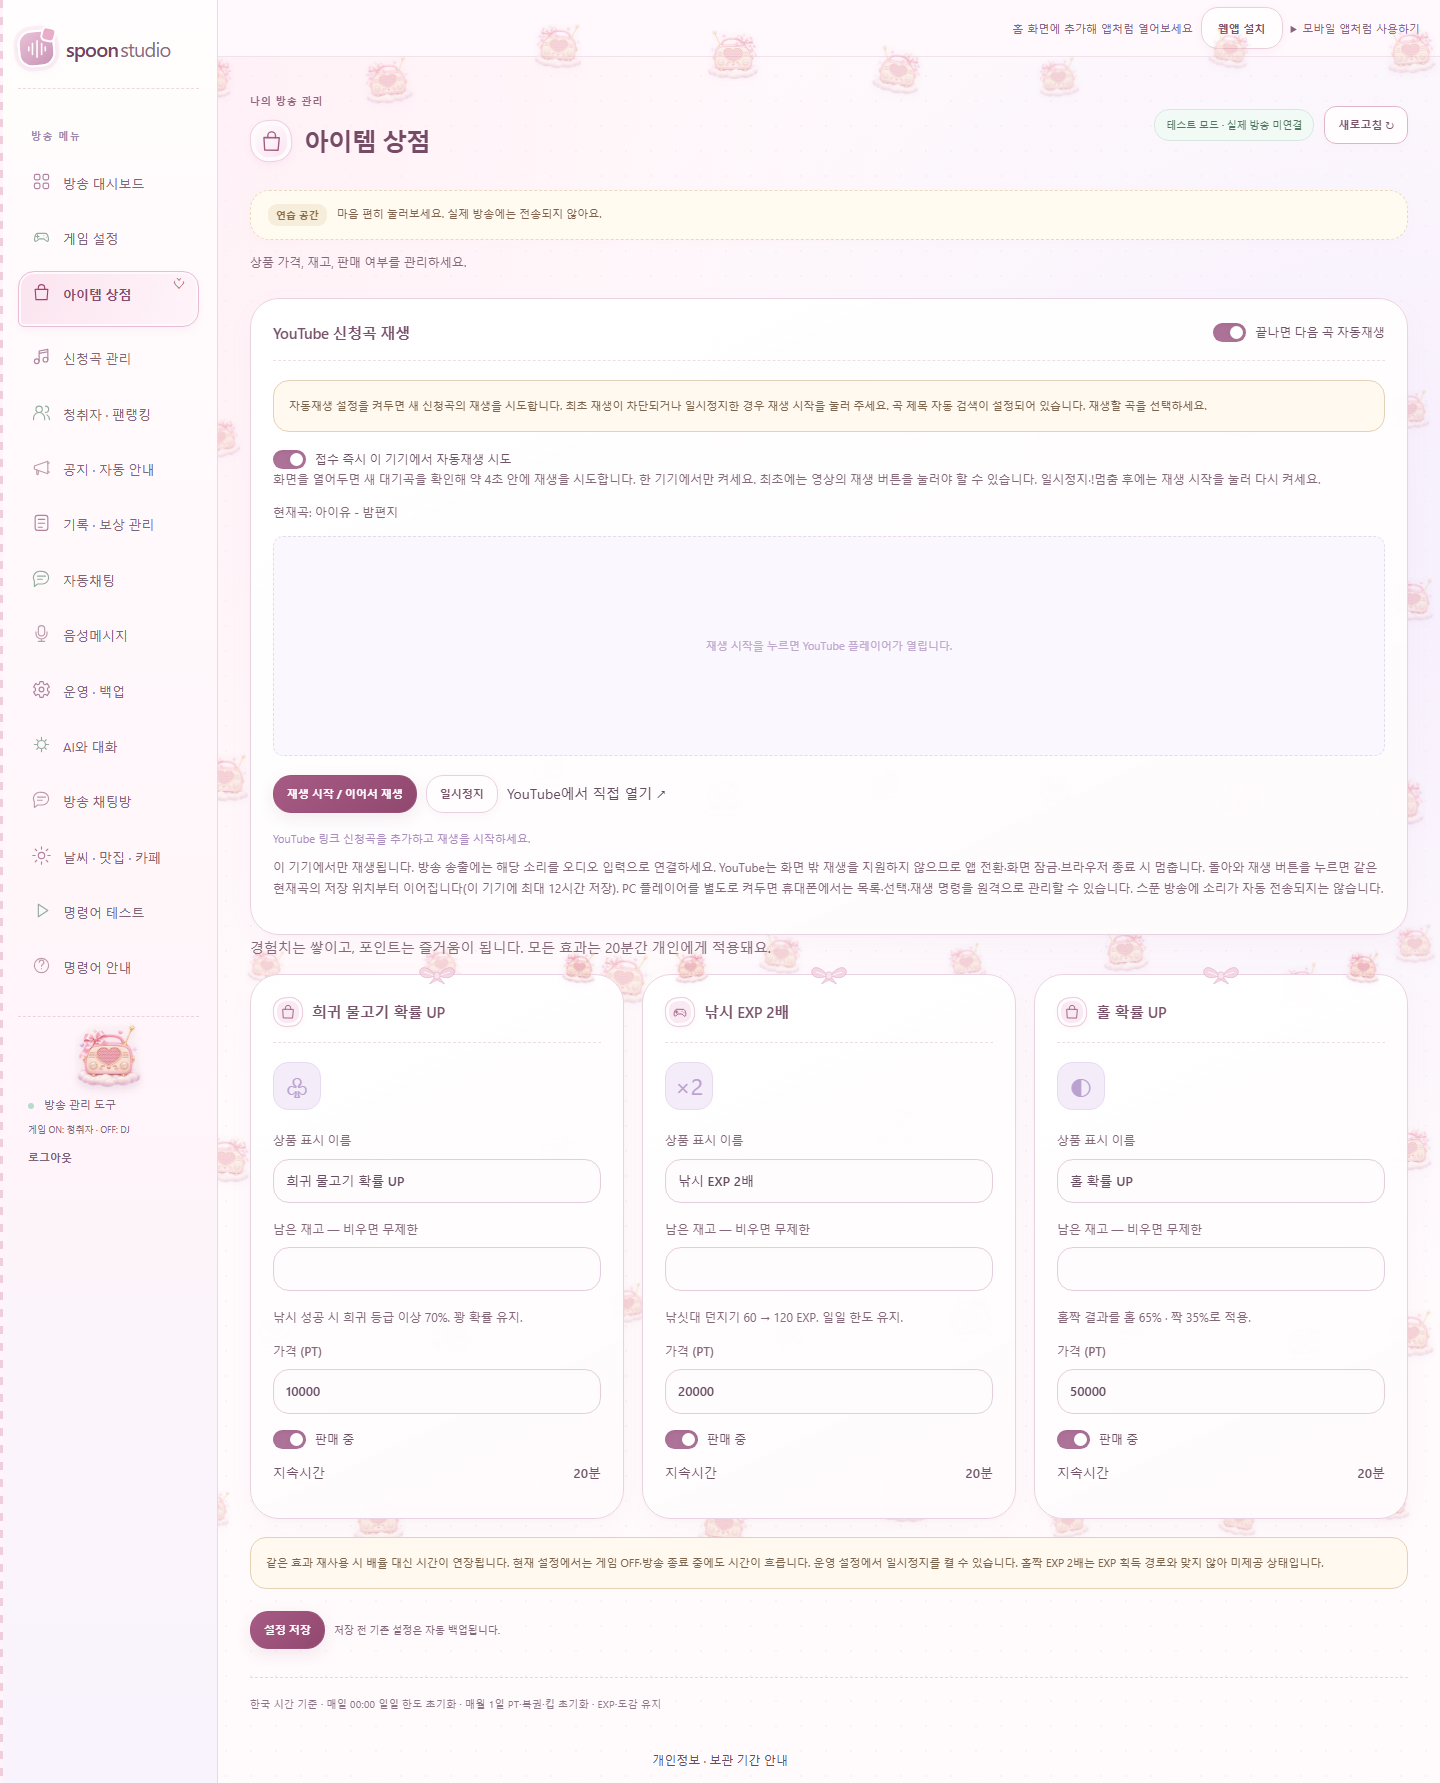 홈 화면에 추가해 앱처럼 열어보세요
웹앱 설치
▶ 모바일 앱처럼 사용하기
spoon studio
방송 메뉴
방송 대시보드
게임 설정
아이템 상점
신청곡 관리
청취자 · 팬랭킹
공지 · 자동 안내
기록 · 보상 관리
자동채팅
음성메시지
운영 · 백업
AI와 대화
방송 채팅방
날씨 · 맛집 · 카페
명령어 테스트
명령어 안내
방송 관리 도구
게임 ON: 청취자 · OFF: DJ
로그아웃
나의 방송 관리
아이템 상점
테스트 모드 · 실제 방송 미연결
새로고침 ↻
연습 공간
마음 편히 눌러보세요. 실제 방송에는 전송되지 않아요.
상품 가격, 재고, 판매 여부를 관리하세요.
YouTube 신청곡 재생
끝나면 다음 곡 자동재생
자동재생 설정을 켜두면 새 신청곡의 재생을 시도합니다. 최초 재생이 차단되거나 일시정지한 경우 재생 시작을 눌러 주세요. 곡 제목 자동 검색이 설정되어 있습니다. 재생할 곡을 선택하세요.
접수 즉시 이 기기에서 자동재생 시도
화면을 열어두면 새 대기곡을 확인해 약 4초 안에 재생을 시도합니다. 한 기기에서만 켜세요. 최초에는 영상의 재생 버튼을 눌러야 할 수 있습니다. 일시정지·!멈춤 후에는 재생 시작을 눌러 다시 켜세요.
현재곡: 아이유 - 밤편지
재생 시작을 누르면 YouTube 플레이어가 열립니다.
재생 시작 / 이어서 재생
일시정지
YouTube에서 직접 열기 ↗
YouTube 링크 신청곡을 추가하고 재생을 시작하세요.
이 기기에서만 재생됩니다. 방송 송출에는 해당 소리를 오디오 입력으로 연결하세요. YouTube는 화면 밖 재생을 지원하지 않으므로 앱 전환·화면 잠금·브라우저 종료 시 멈춥니다. 돌아와 재생 버튼을 누르면 같은
현재곡의 저장 위치부터 이어집니다(이 기기에 최대 12시간 저장). PC 플레이어를 별도로 켜두면 휴대폰에서는 목록·선택·재생 명령을 원격으로 관리할 수 있습니다. 스푼 방송에 소리가 자동 전송되지는 않습니다.
경험치는 쌓이고, 포인트는 즐거움이 됩니다. 모든 효과는 20분간 개인에게 적용돼요.
희귀 물고기 확률 UP
상품 표시 이름
희귀 물고기 확률 UP
남은 재고 — 비우면 무제한
낚시 성공 시 희귀 등급 이상 70%. 꽝 확률 유지.
가격 (PT)
10000
판매 중
지속시간
20분
낚시 EXP 2배
×2
상품 표시 이름
낚시 EXP 2배
남은 재고 — 비우면 무제한
낚싯대 던지기 60 → 120 EXP. 일일 한도 유지.
가격 (PT)
20000
판매 중
지속시간
20분
홀 확률 UP
상품 표시 이름
홀 확률 UP
남은 재고 — 비우면 무제한
홀짝 결과를 홀 65% · 짝 35%로 적용.
가격 (PT)
50000
판매 중
지속시간
20분
같은 효과 재사용 시 배율 대신 시간이 연장됩니다. 현재 설정에서는 게임 OFF·방송 종료 중에도 시간이 흐릅니다. 운영 설정에서 일시정지를 켤 수 있습니다. 홀짝 EXP 2배는 EXP 획득 경로와 맞지 않아 미제공 상태입니다.
설정 저장
저장 전 기존 설정은 자동 백업됩니다.
한국 시간 기준 · 매일 00:00 일일 한도 초기화 · 매월 1일 PT·복권·킵 초기화 · EXP·도감 유지
개인정보 · 보관 기간 안내